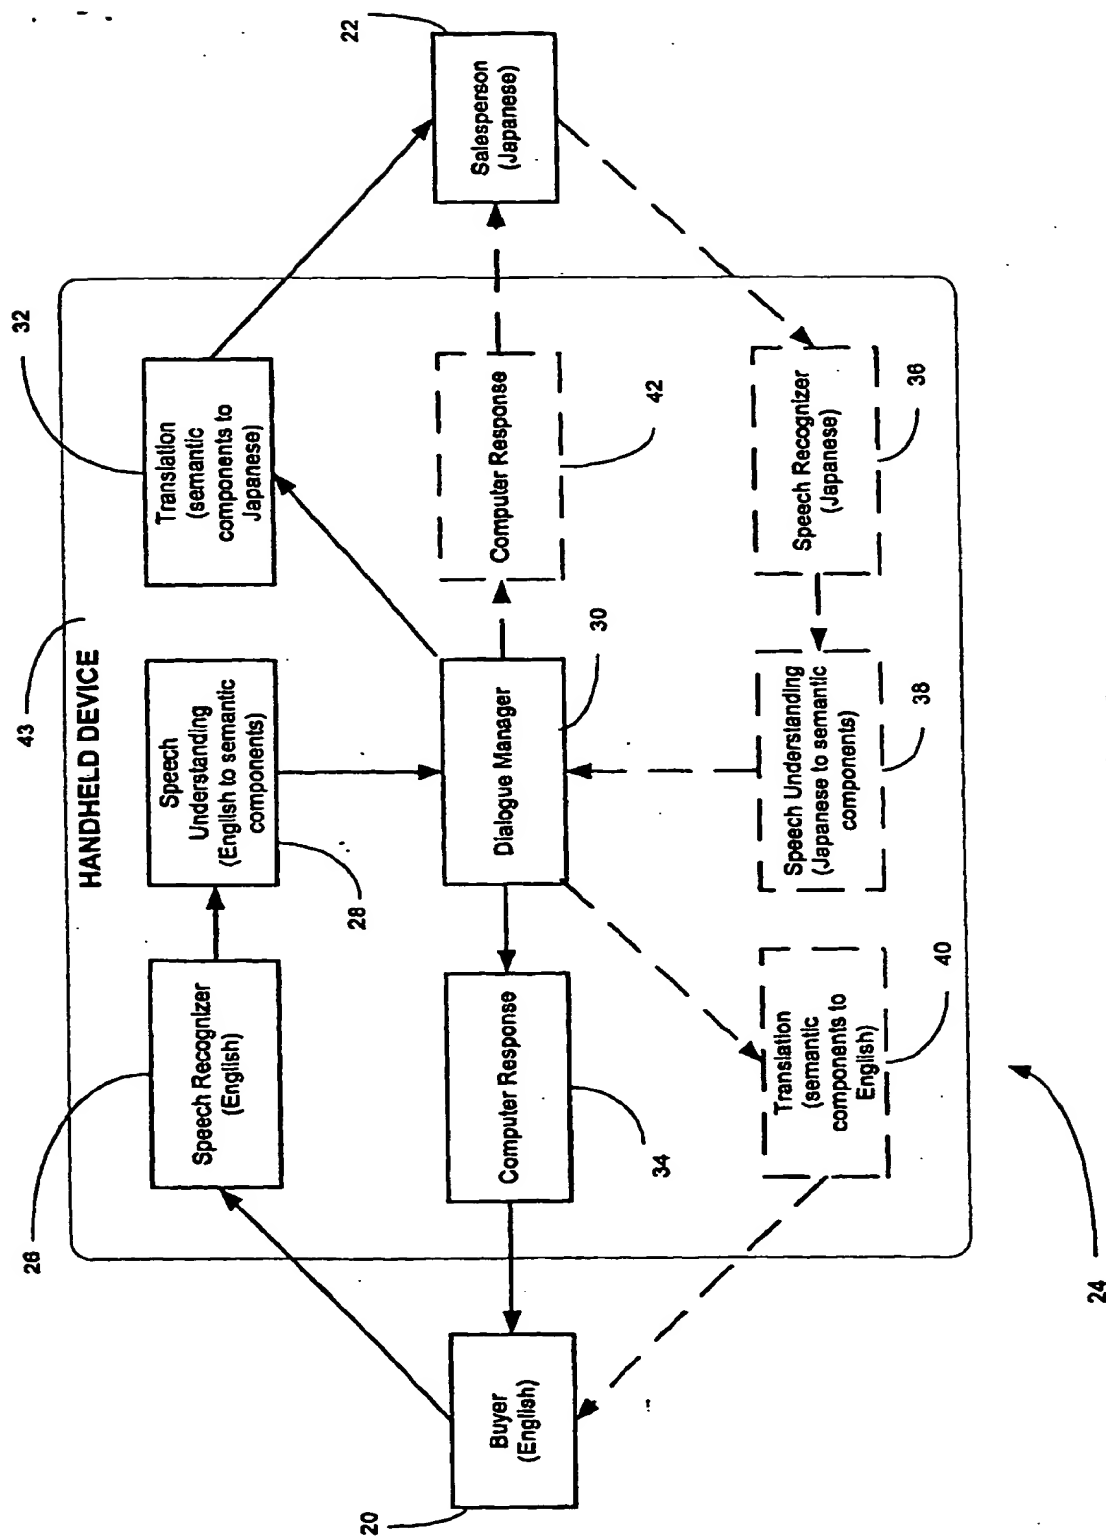 HANDHELD DEVICE
43
32
26
Speech Recognizer
(English)
Speech
Understanding
(English to semantic
components)
28
Translation
(semantic
components to
Japanese)
22
Salesperson
(Japanese)
20
Buyer
(English)
Computer Response
34
Dialogue Manager
30
Computer Response
42
Translation
(semantic
components to
English)
40
Speech Understanding
(Japanese to semantic
components)
38
Speech Recognizer
(Japanese)
36
24